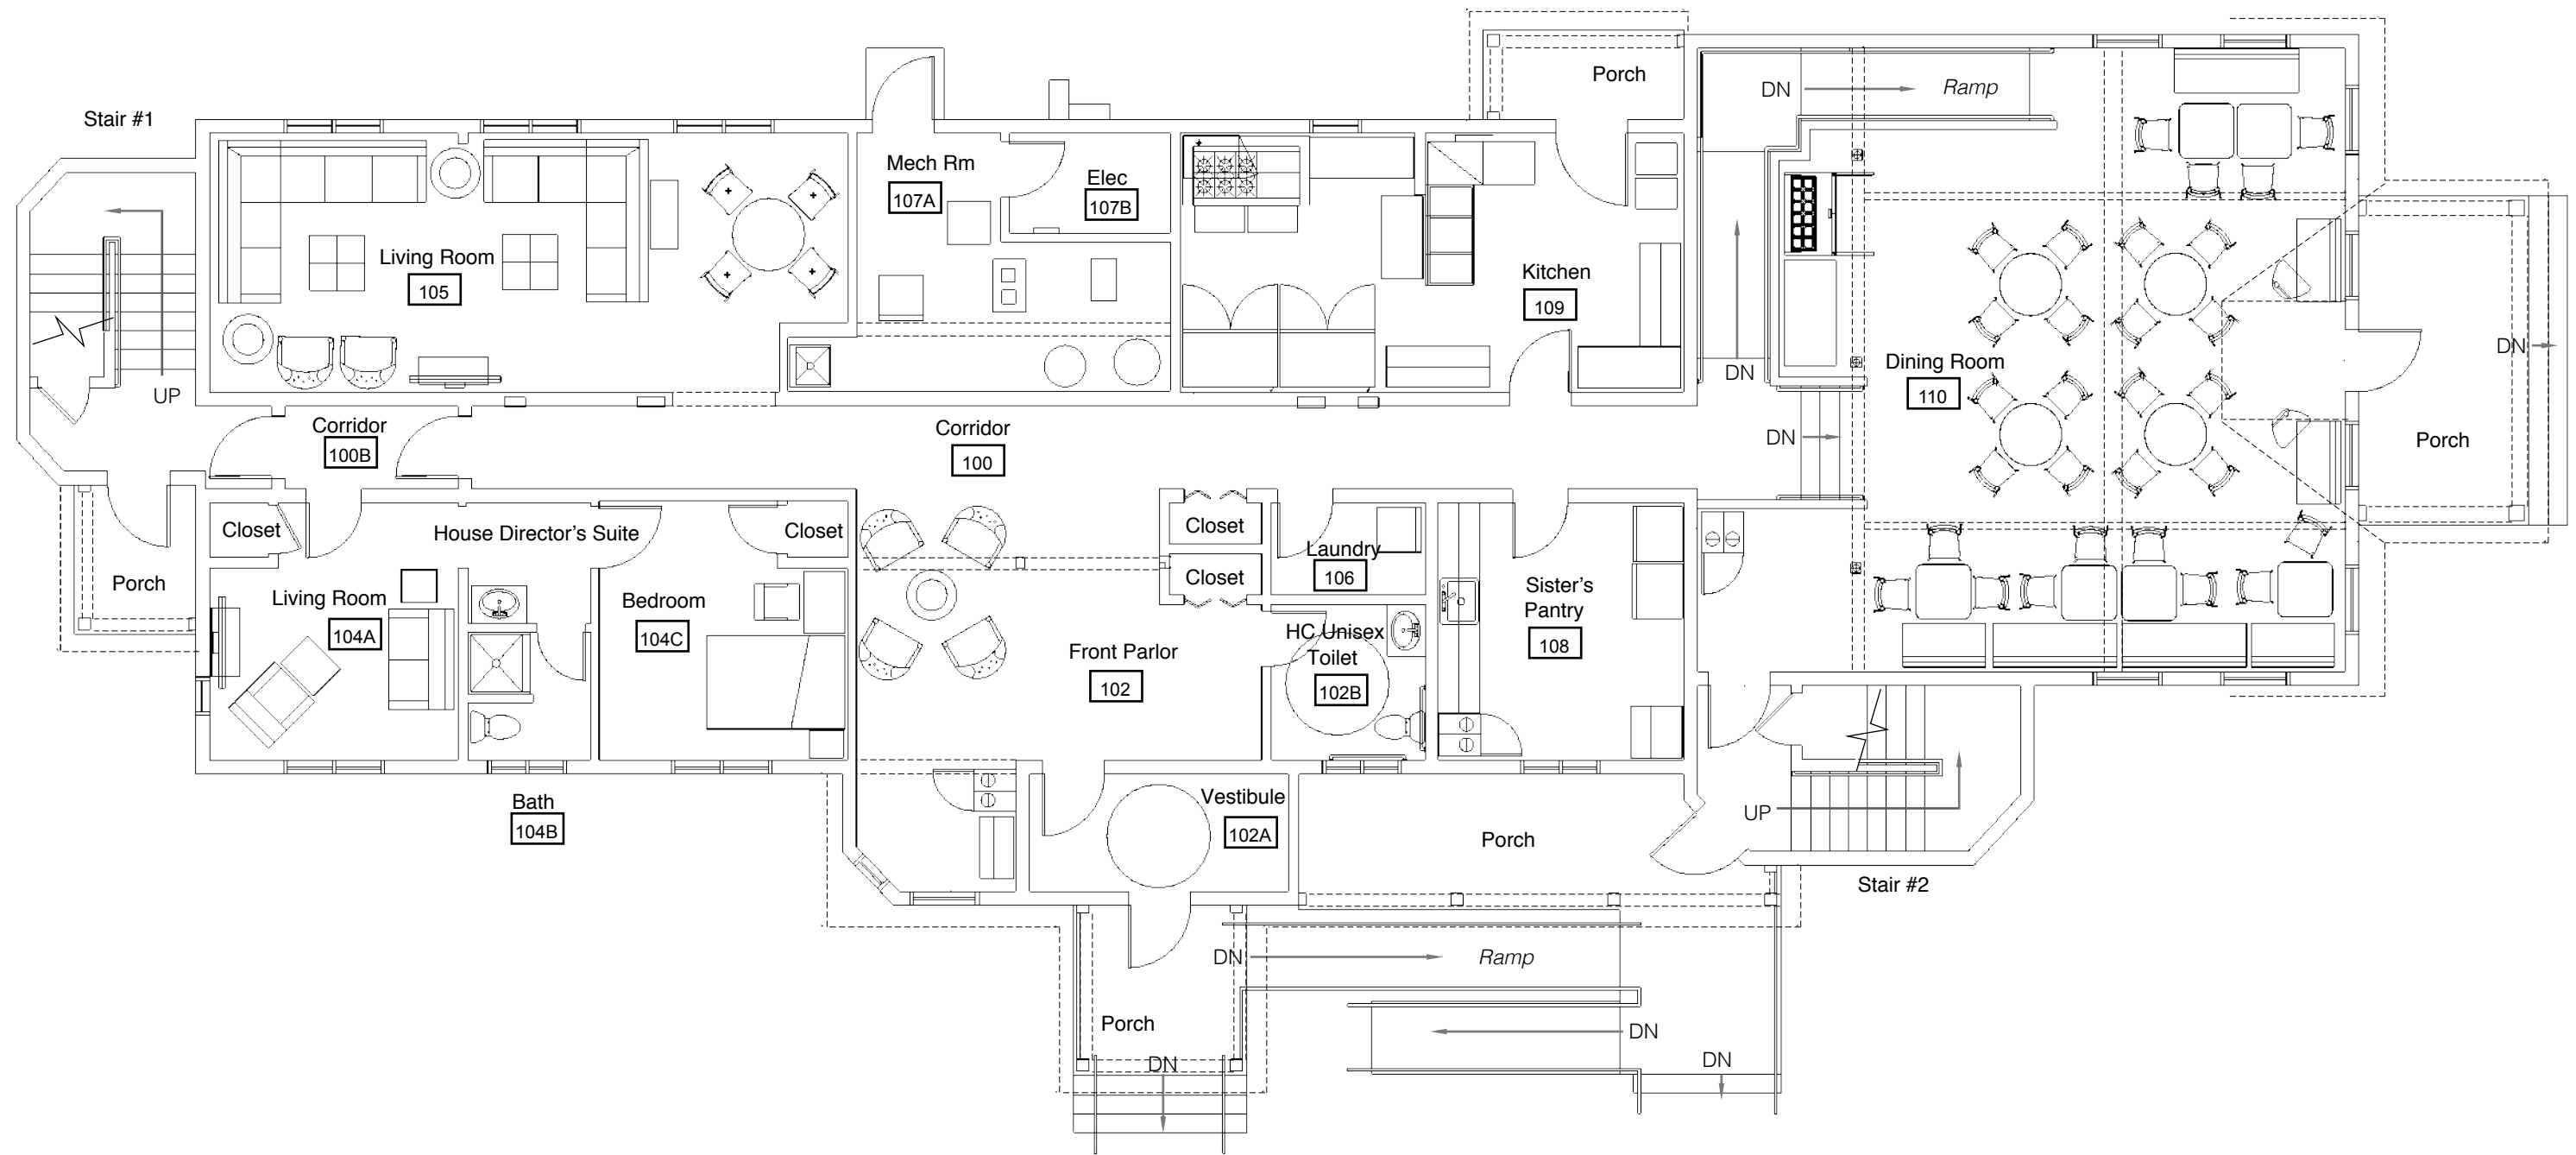 Porch
DN
Ramp
Stair #1
Mech Rm
107A
Elec
107B
Living Room
105
Kitchen
109
DN
DN
Dining Room
110
UP
Corridor
100B
Corridor
100
DN
Porch
Closet
House Director's Suite
Closet
Closet
Laundry
106
Closet
Porch
Living Room
104A
Bedroom
104C
Sister's
Pantry
108
HC Unisex
Toilet
102B
Front Parlor
102
Bath
104B
Vestibule
102A
UP
Porch
Stair #2
DN
Ramp
Porch
DN
DN
DN